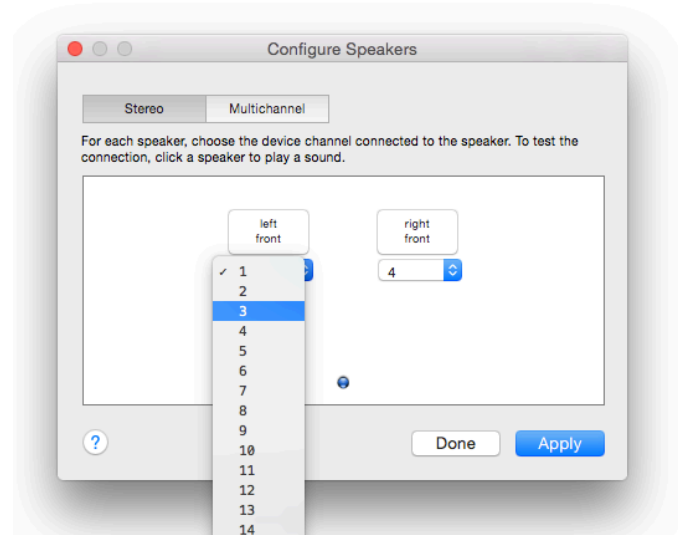 Configure Speakers
Stereo
Multichannel
For each speaker, choose the device channel connected to the speaker. To test the
connection, click a speaker to play a sound.
left
front
right
front
4
✓ 1
2
3
4
5
6
7
8
9
10
11
12
13
14
?
Done
Apply